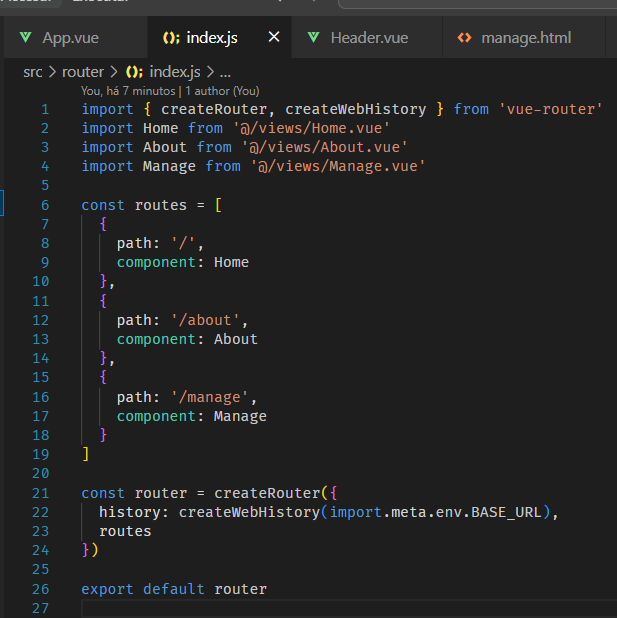 App.vue
index.js
Header.vue
manage.html
src > router > index.js > ...
You, há 7 minutos | 1 author (You)
1 import { createRouter, createWebHistory } from 'vue-router'
2 import Home from '@/views/Home.vue'
3 import About from '@/views/About.vue'
4 import Manage from '@/views/Manage.vue'
5
6 const routes = [
7   {
8     path: '/',
9     component: Home
10   },
11   {
12     path: '/about',
13     component: About
14   },
15   {
16     path: '/manage',
17     component: Manage
18   }
19 ]
20
21 const router = createRouter({
22   history: createWebHistory(import.meta.env.BASE_URL),
23   routes
24 })
25
26 export default router
27